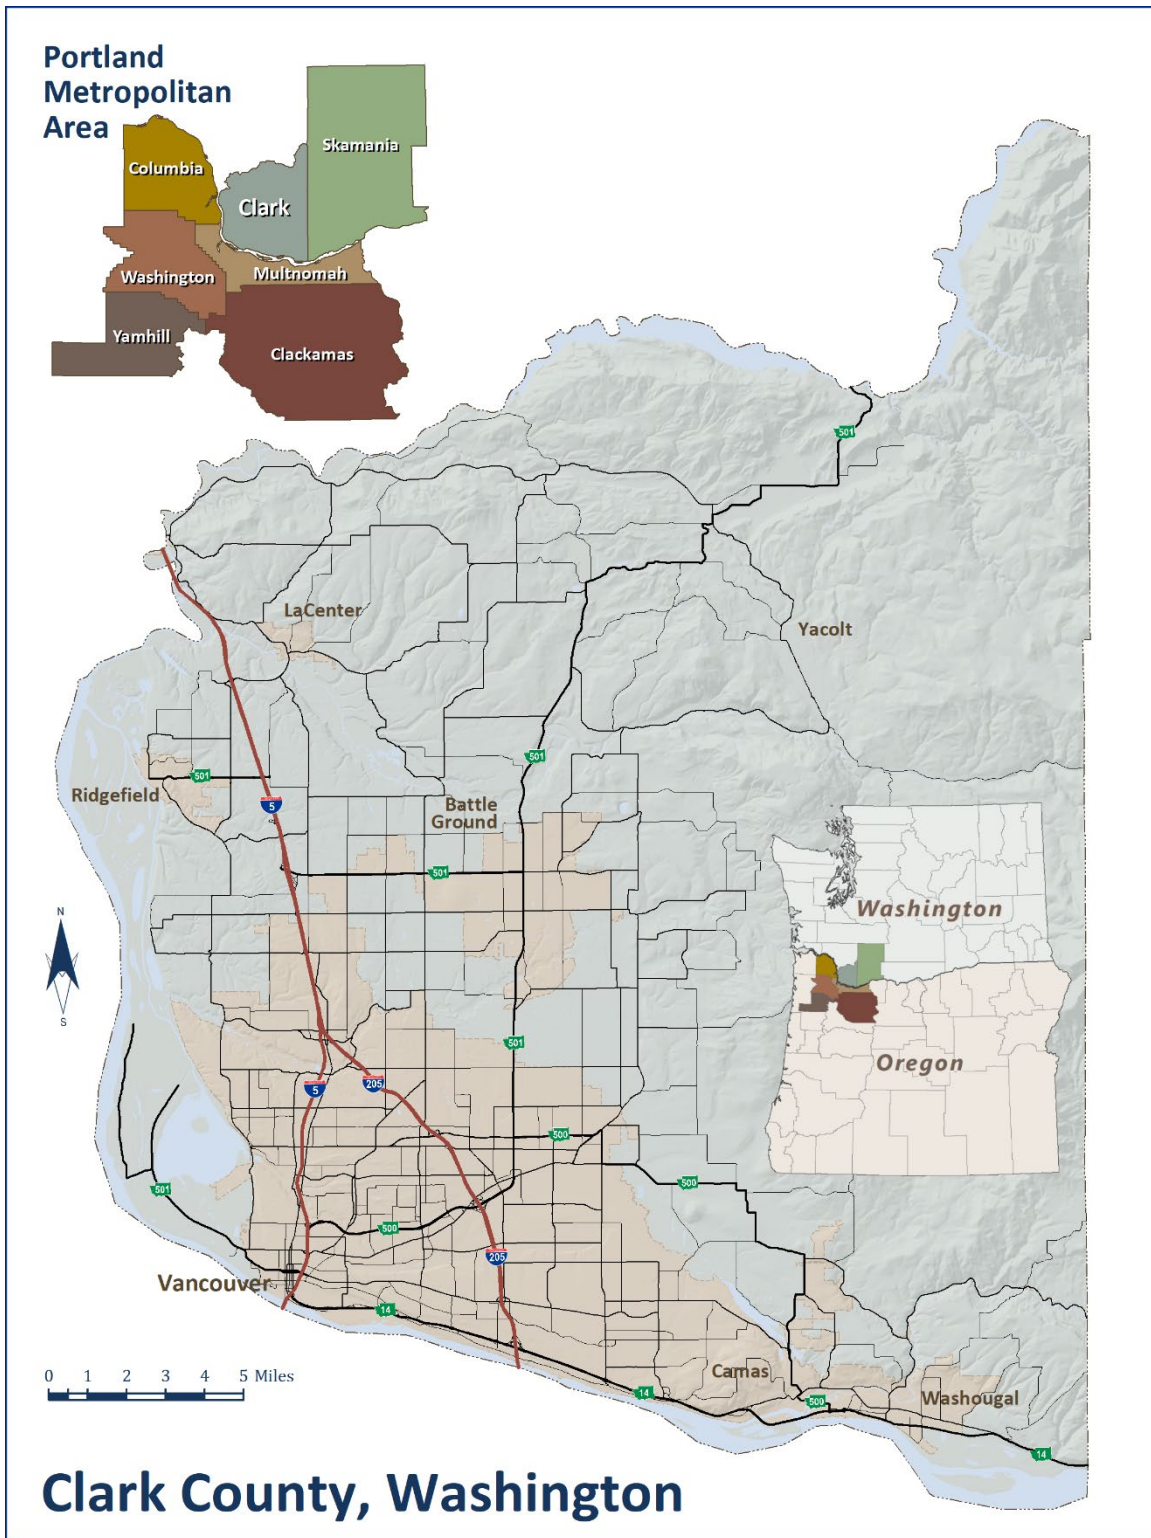 Portland
Metropolitan
Area
Skamania
Columbia
Clark
Washington
Multnomah
Yamhill
Clackamas
501
LaCenter
Yacolt
501
501
Ridgefield
5
Battle
Ground
501
Washington
N
S
501
Oregon
5
205
500
500
501
500
205
Vancouver
14
Camas
0 1 2 3 4 5 Miles
14
500
Washougal
14
Clark County, Washington